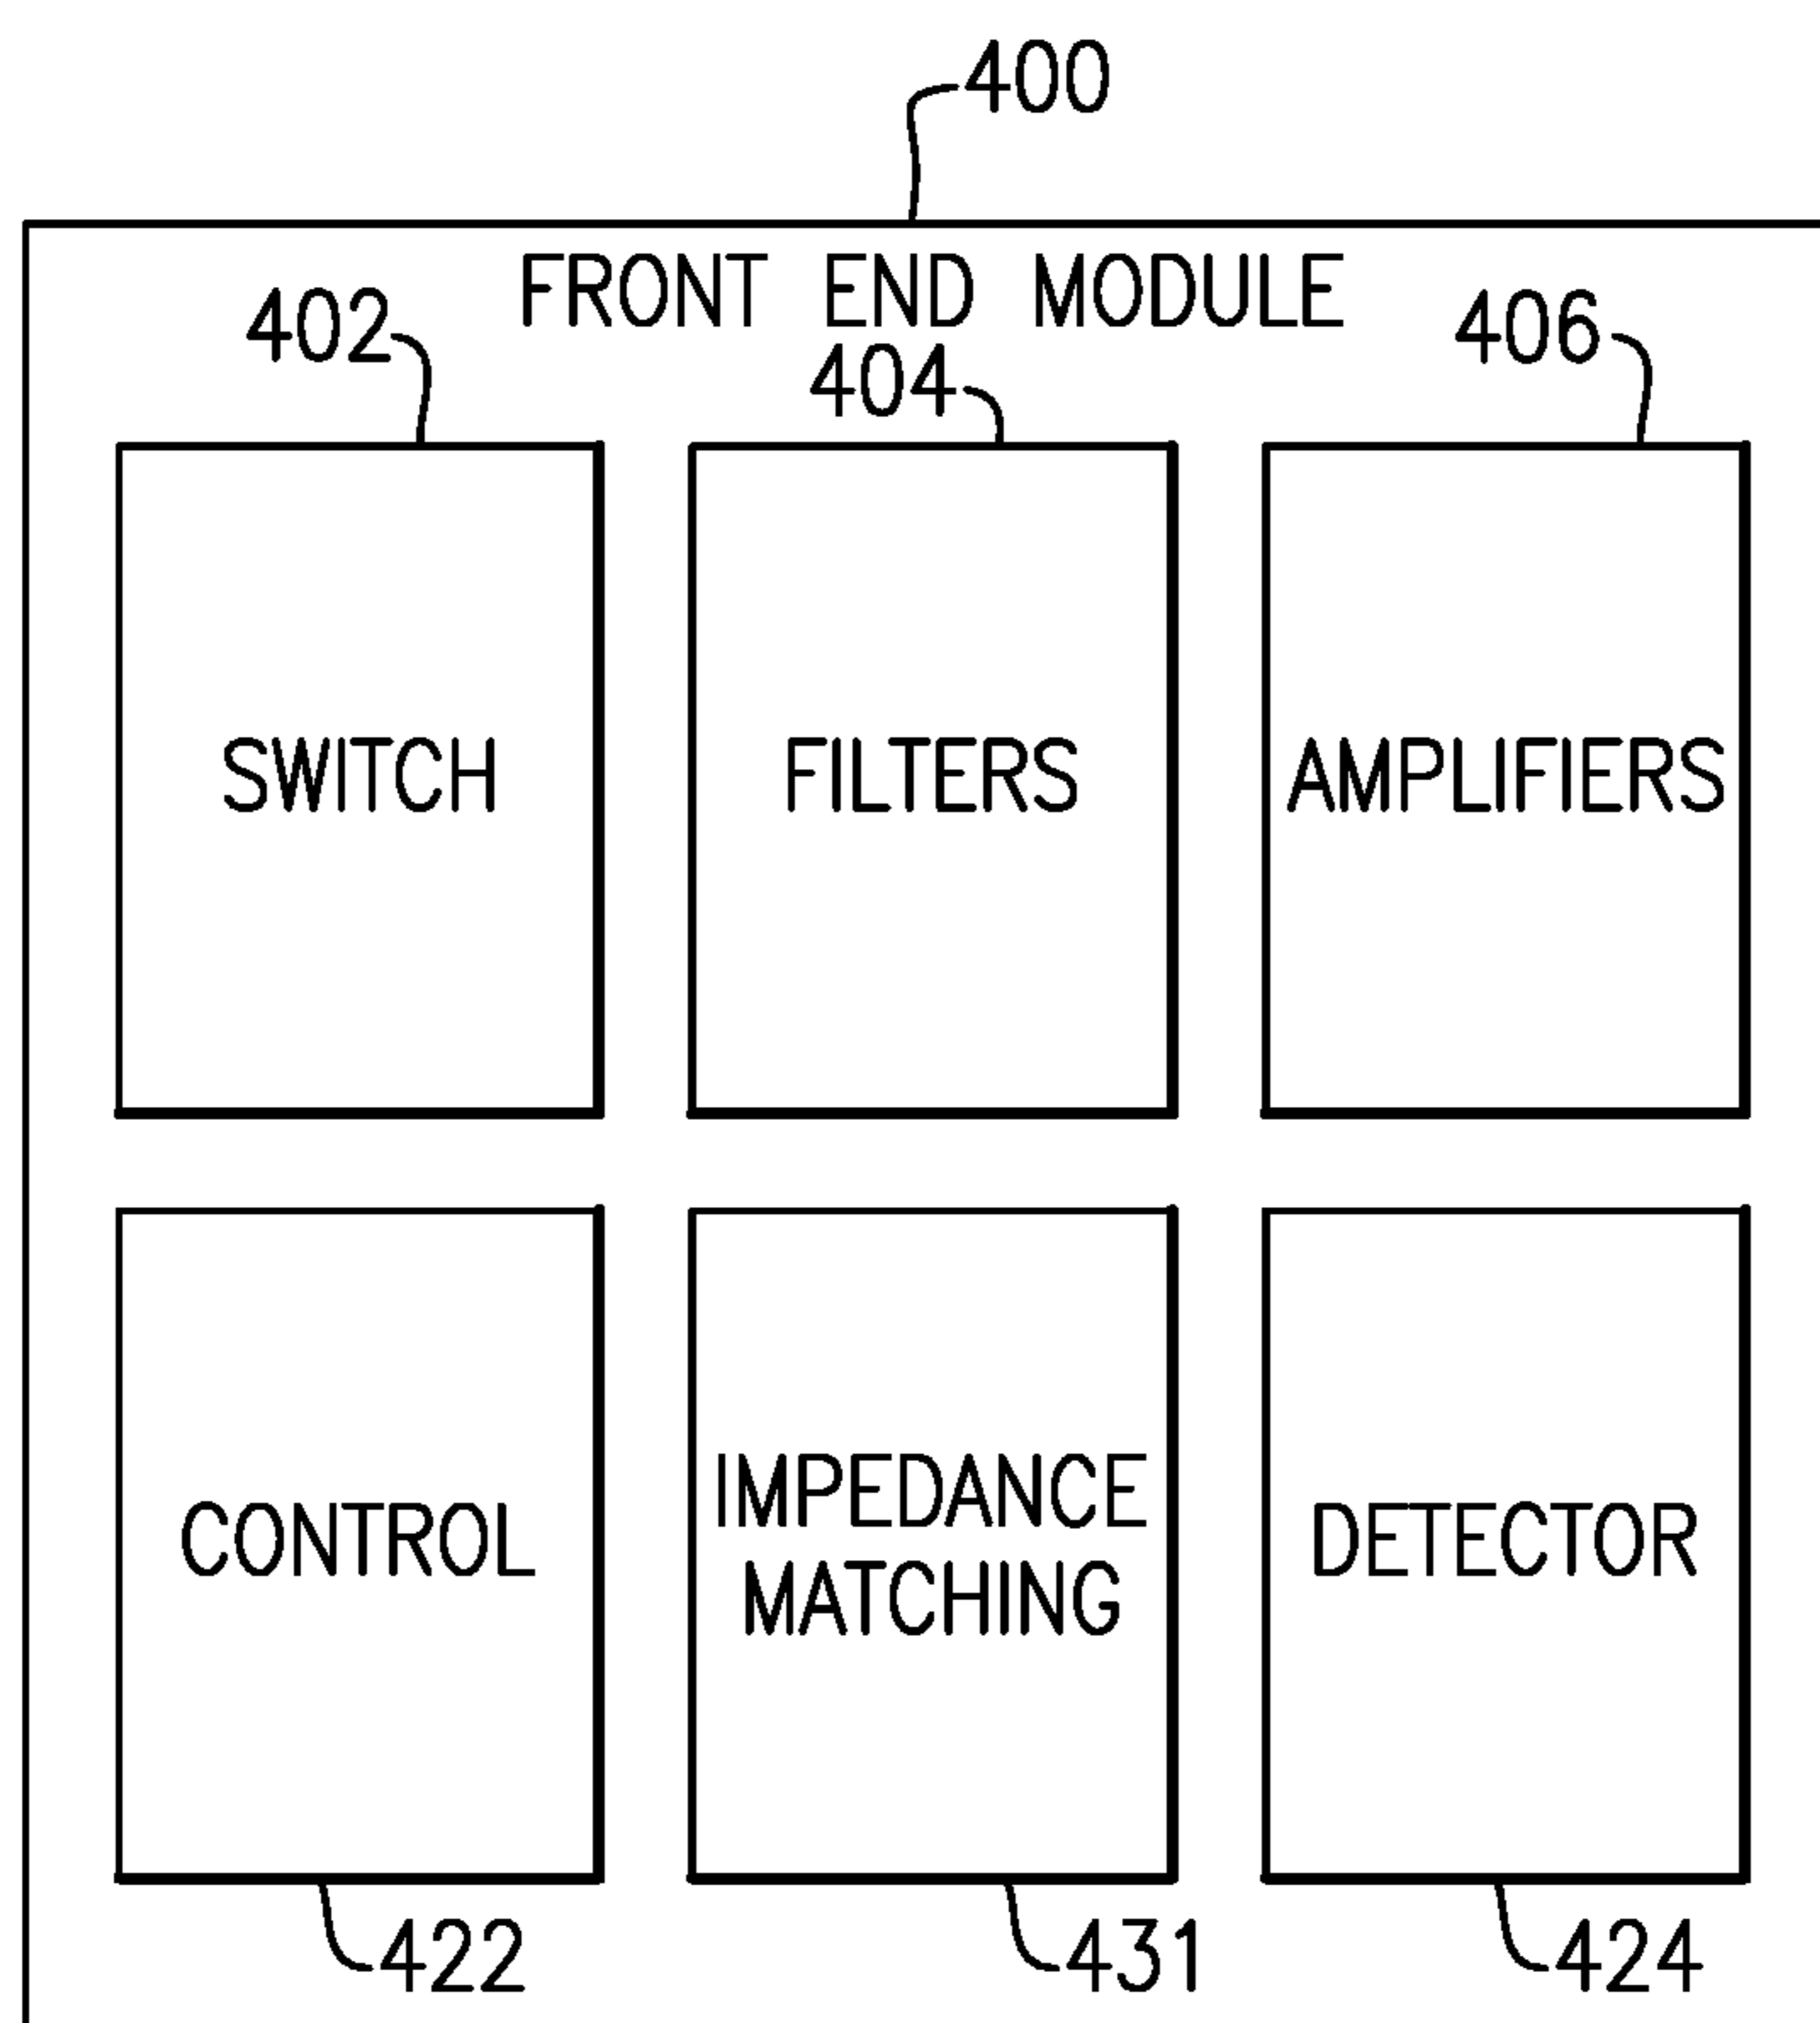 400
FRONT END MODULE
402
404
406
SWITCH
FILTERS
AMPLIFIERS
CONTROL
IMPEDANCE
MATCHING
DETECTOR
422
431
424